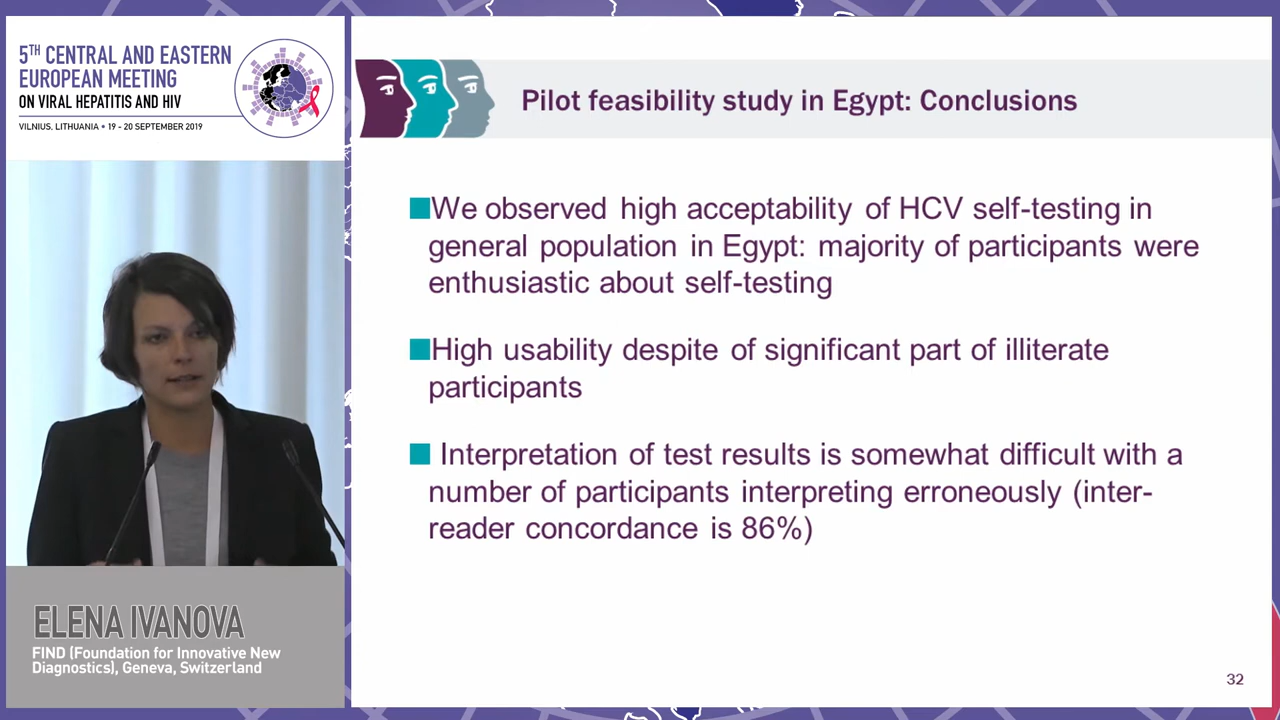 5TH CENTRAL AND EASTERN
EUROPEAN MEETING
ON VIRAL HEPATITIS AND HIV
VILNIUS, LITHUANIA • 19 - 20 SEPTEMBER 2019
Pilot feasibility study in Egypt: Conclusions
We observed high acceptability of HCV self-testing in
general population in Egypt: majority of participants were
enthusiastic about self-testing
High usability despite of significant part of illiterate
participants
Interpretation of test results is somewhat difficult with a
number of participants interpreting erroneously (inter-
reader concordance is 86%)
ELENA IVANOVA
FIND (Foundation for Innovative New
Diagnostics), Geneva, Switzerland
32